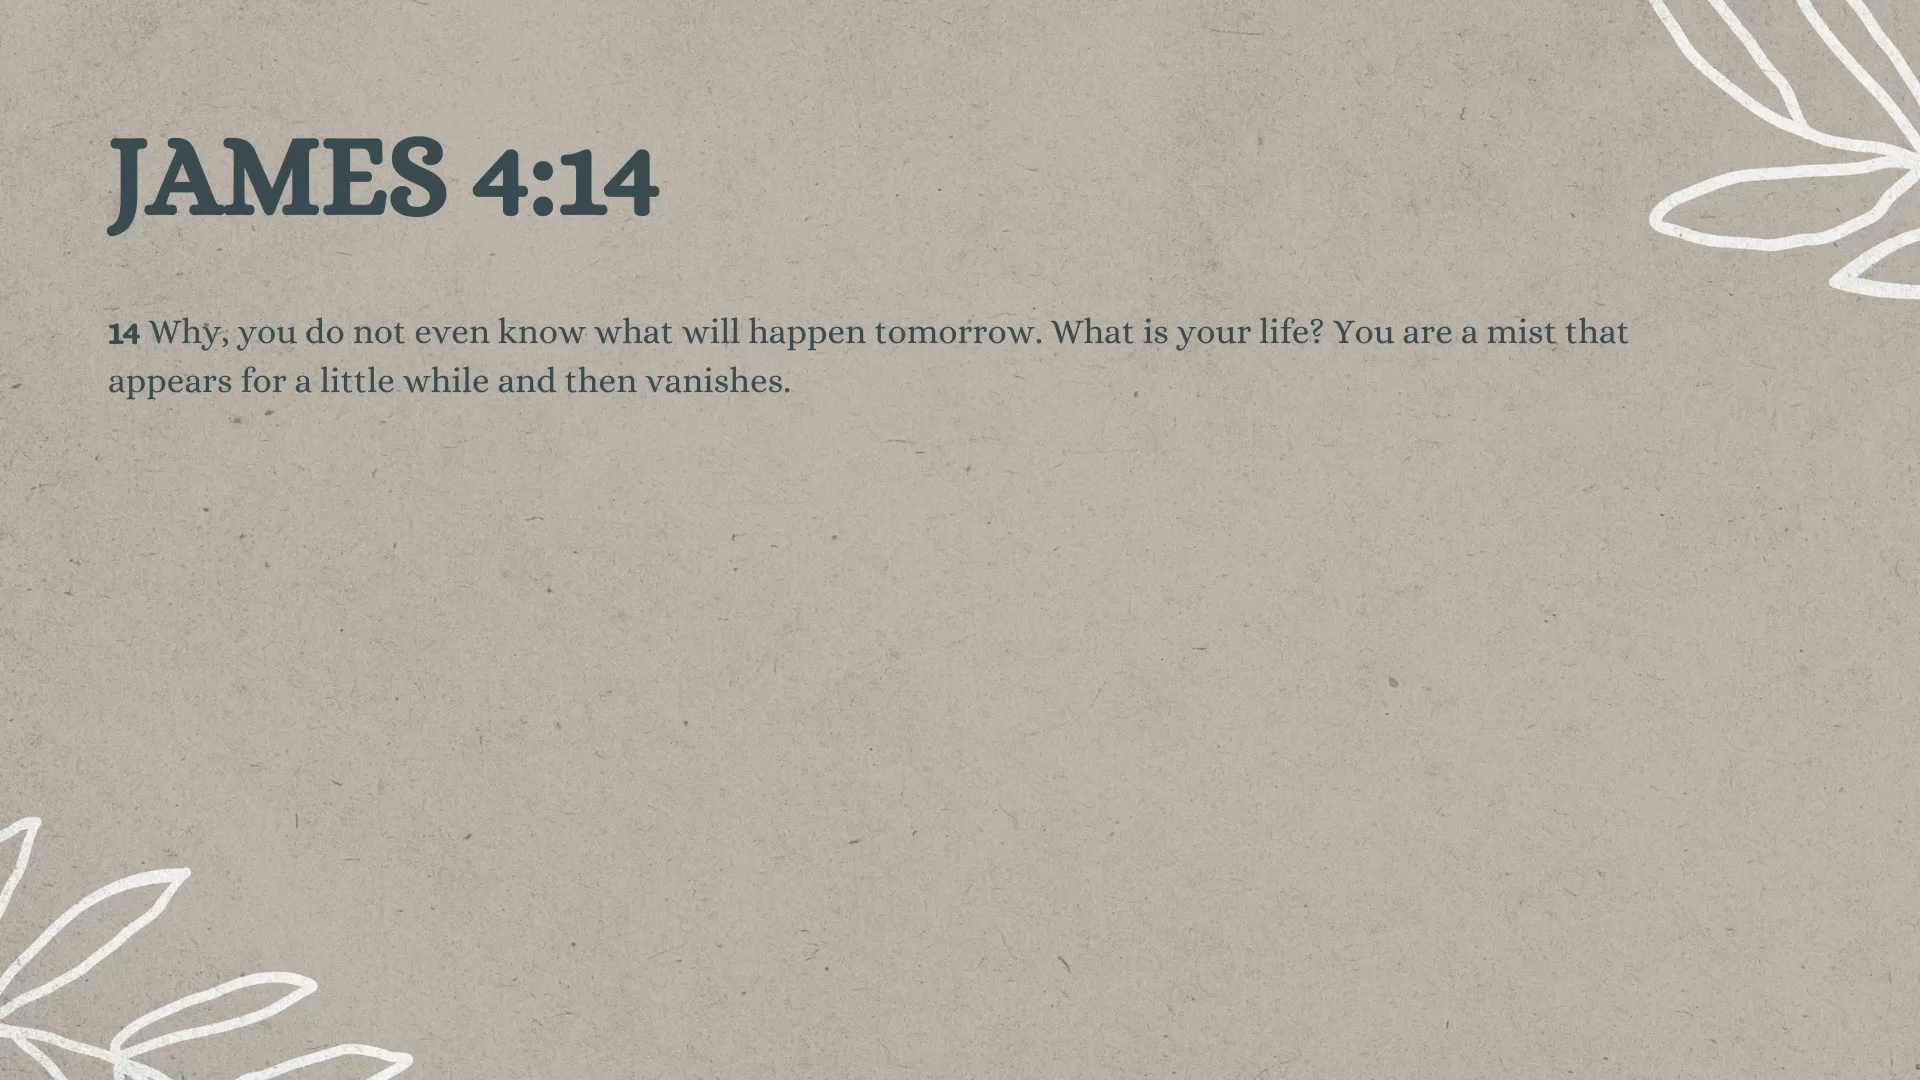 JAMES 4:14
14 Why, you do not even know what will happen tomorrow. What is your life? You are a mist that
appears for a little while and then vanishes.